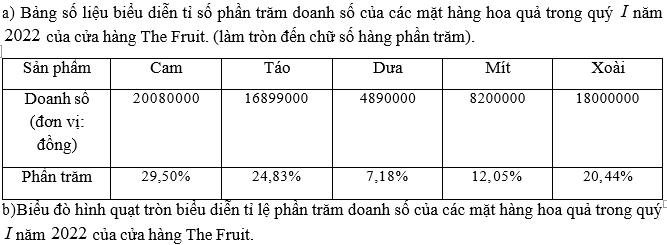 a) Bảng số liệu biểu diễn tỉ số phần trăm doanh số của các mặt hàng hoa quả trong quý I năm
2022 của cửa hàng The Fruit. (làm tròn đến chữ số hàng phần trăm).
Sản phẩm Cam Táo Dưa Mít Xoài
Doanh số (đơn vị: đồng) 20080000 16899000 4890000 8200000 18000000
Phần trăm 29,50% 24,83% 7,18% 12,05% 20,44%
b)Biểu đò hình quạt tròn biểu diễn tỉ lệ phần trăm doanh số của các mặt hàng hoa quả trong quý
I năm 2022 của cửa hàng The Fruit.